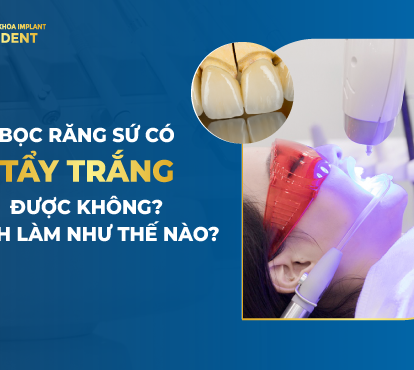 KHOA IMPLANT
DENT
BỌC RĂNG SỨ CÓ
TẨY TRẮNG
ĐƯỢC KHÔNG?
H LÀM NHƯ THẾ NÀO?